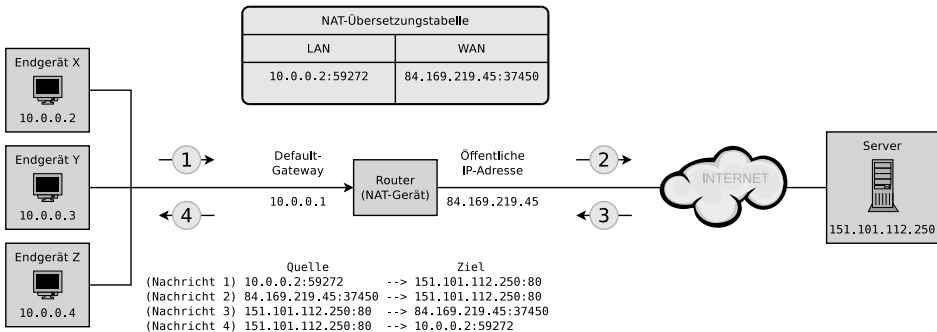 NAT-Übersetzungstabelle
LAN WAN
10.0.0.2:59272 84.169.219.45:37450
Endgerät X
10.0.0.2
Endgerät Y
10.0.0.3
Endgerät Z
10.0.0.4
1
4
Default-
Gateway
10.0.0.1
Router
(NAT-Gerät)
Öffentliche
IP-Adresse
84.169.219.45
2
3
INTERNET
Server
151.101.112.250
Quelle Ziel
(Nachricht 1) 10.0.0.2:59272 --> 151.101.112.250:80
(Nachricht 2) 84.169.219.45:37450 --> 151.101.112.250:80
(Nachricht 3) 151.101.112.250:80 --> 84.169.219.45:37450
(Nachricht 4) 151.101.112.250:80 --> 10.0.0.2:59272